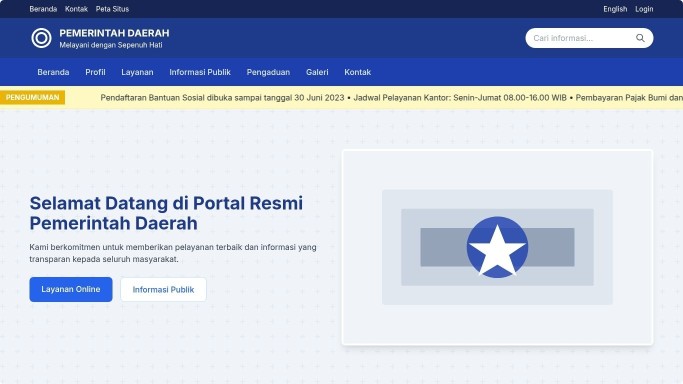 Beranda Kontak Peta Situs English Login
PEMERINTAH DAERAH
Melayani dengan Sepenuh Hati
Cari informasi...
Beranda Profil Layanan Informasi Publik Pengaduan Galeri Kontak
PENGUMUMAN Pendaftaran Bantuan Sosial dibuka sampai tanggal 30 Juni 2023 • Jadwal Pelayanan Kantor: Senin-Jumat 08.00-16.00 WIB • Pembayaran Pajak Bumi dan
Selamat Datang di Portal Resmi
Pemerintah Daerah
Kami berkomitmen untuk memberikan pelayanan terbaik dan informasi yang
transparan kepada seluruh masyarakat.
Layanan Online Informasi Publik